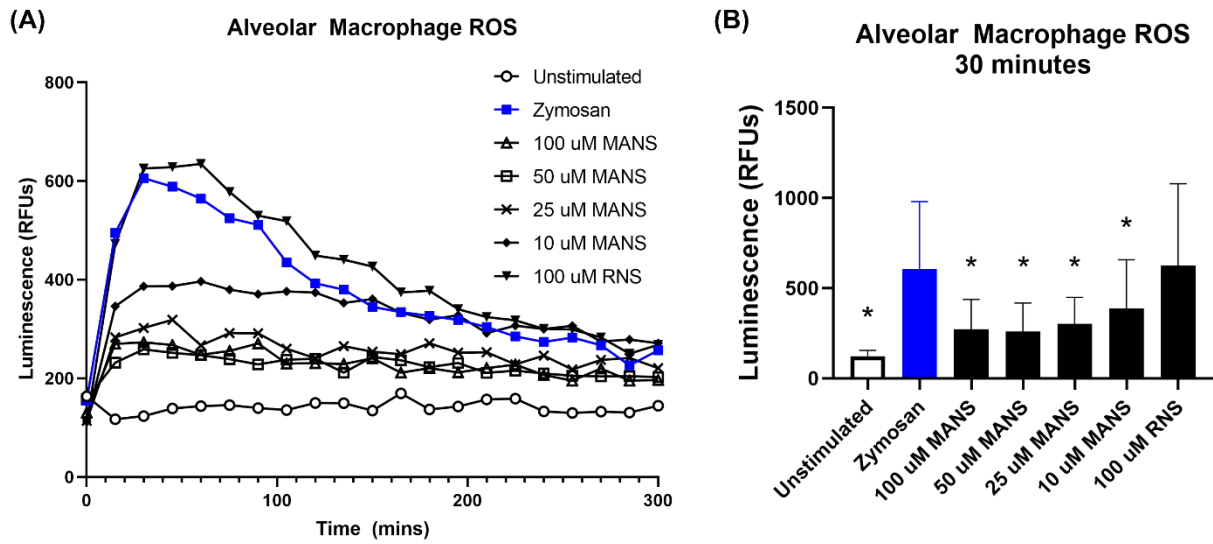 (A)
Alveolar Macrophage ROS
Luminescence (RFUs)
800
600
400
200
0
0
100
200
300
Time (mins)
Unstimulated
Zymosan
100 uM MANS
50 uM MANS
25 uM MANS
10 uM MANS
100 uM RNS
(B)
Alveolar Macrophage ROS
30 minutes
Luminescence (RFUs)
1500
1000
500
0
*
*
*
*
*
Unstimulated
Zymosan
100 uM MANS
50 uM MANS
25 uM MANS
10 uM MANS
100 uM RNS